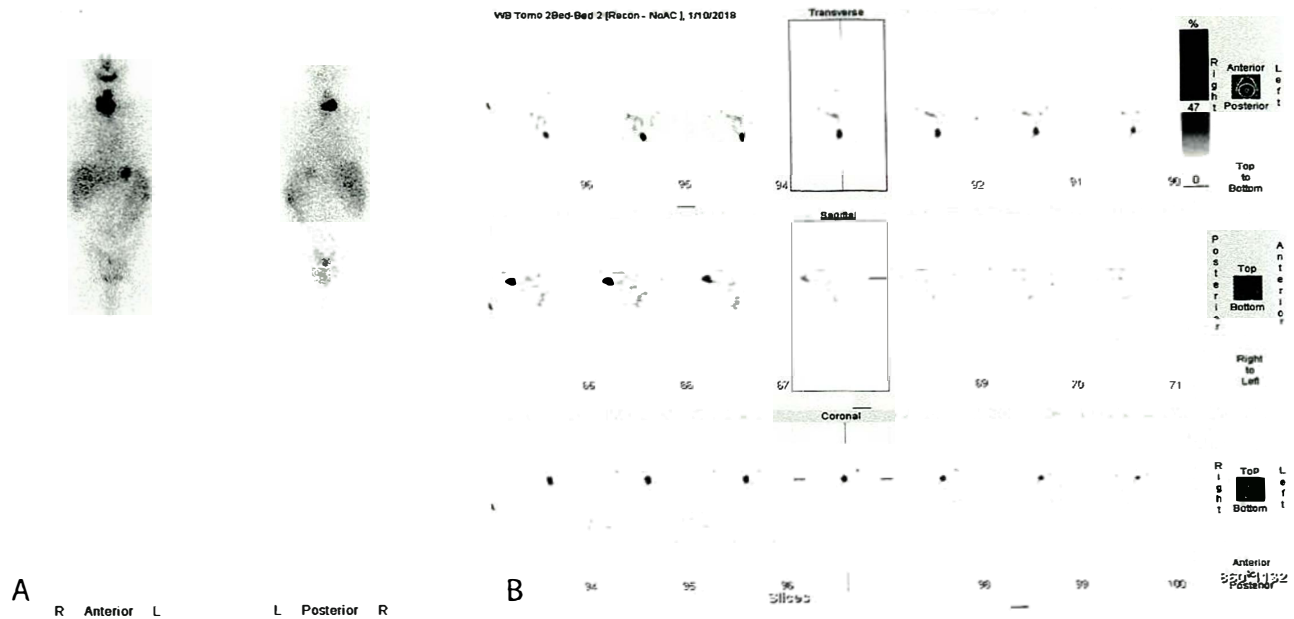 WB Tomo 2Bed-Bed 2 [Recon - NoAC ], 1/10/2018
Transverse
%
47
0
Right
Anterior
Left
Posterior
Top
to
Bottom
96
95
94
92
91
90
Sagittal
Posterior
Top
Anterior
Bottom
Right
to
Left
86
67
69
70
71
Coronal
Right
Top
Left
Bottom
Anterior
to
Posterior
94
95
96
98
99
100
Slices
A
R Anterior L
L Posterior R
B